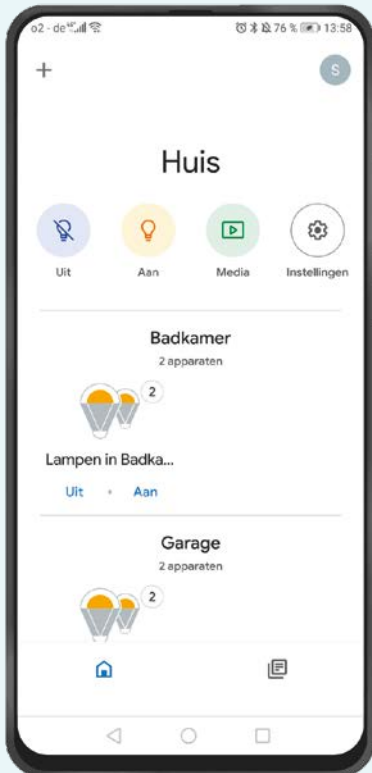 o2 - de 76 % 13:58
S
Huis
Uit Aan Media Instellingen
Badkamer
2 apparaten
2
Lampen in Badka...
Uit • Aan
Garage
2 apparaten
2